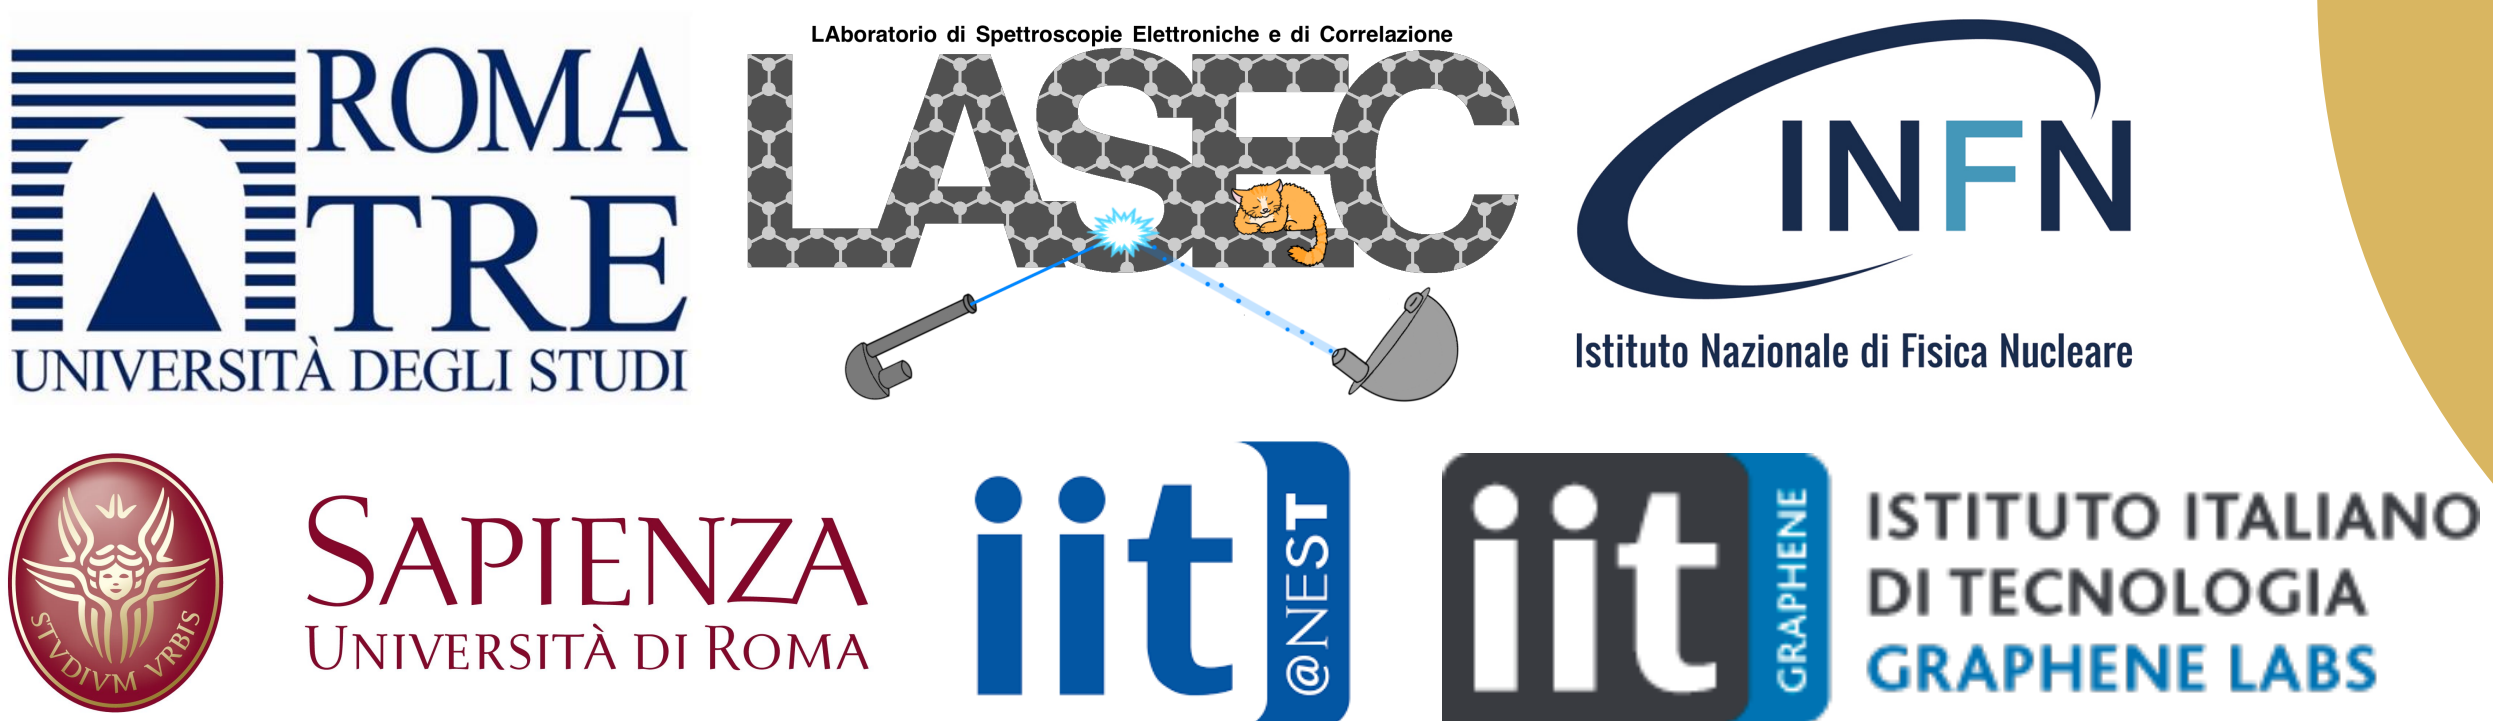 ROMA
TRE
UNIVERSITÀ DEGLI STUDI
LAboratorio di Spettroscopie Elettroniche e di Correlazione
LASEC
INFN
Istituto Nazionale di Fisica Nucleare
STVDIVM VRBIS
SAPIENZA
UNIVERSITÀ DI ROMA
iit
@NEST
iit
GRAPHENE
ISTITUTO ITALIANO
DI TECNOLOGIA
GRAPHENE LABS